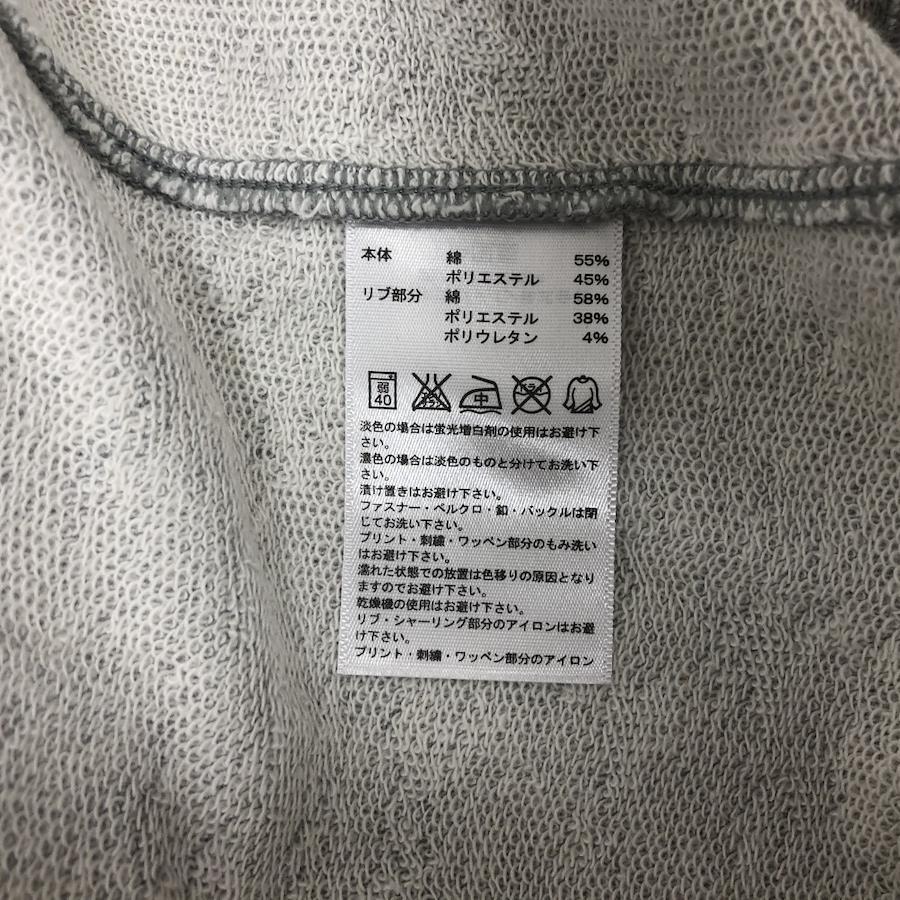 本体 綿 55%
ポリエステル 45%
リブ部分 綿 58%
ポリエステル 38%
ポリウレタン 4%
弱 40 中
淡色の場合は蛍光増白剤の使用はお避け下
さい。
濃色の場合は淡色のものと分けてお洗い下
さい。
漬け置きはお避け下さい。
ファスナー・ベルクロ・釦・バックルは閉
じてお洗い下さい。
プリント・刺繍・ワッペン部分のもみ洗い
はお避け下さい。
濡れた状態での放置は色移りの原因となり
ますのでお避け下さい。
乾燥機の使用はお避け下さい。
リブ・シャーリング部分のアイロンはお避
け下さい。
プリント・刺繍・ワッペン部分のアイロン